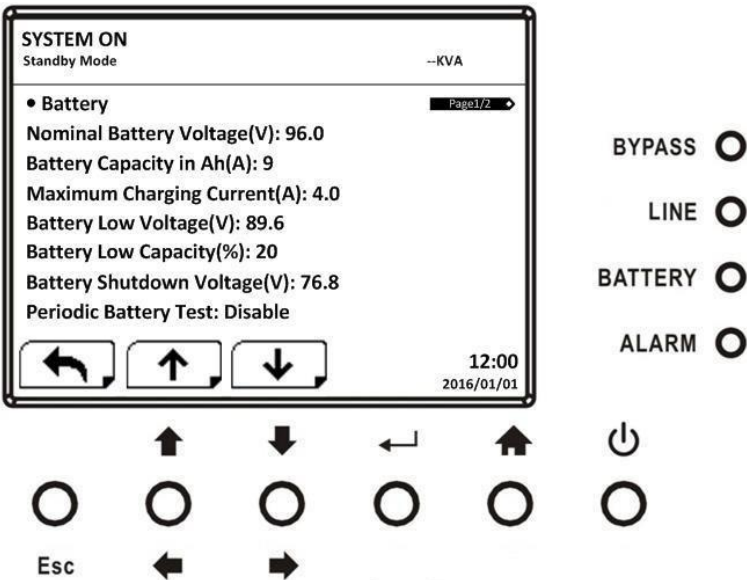 SYSTEM ON
Standby Mode
--KVA
• Battery
Page1/2
Nominal Battery Voltage(V): 96.0
Battery Capacity in Ah(A): 9
Maximum Charging Current(A): 4.0
Battery Low Voltage(V): 89.6
Battery Low Capacity(%): 20
Battery Shutdown Voltage(V): 76.8
Periodic Battery Test: Disable
12:00
2016/01/01
BYPASS
LINE
BATTERY
ALARM
Esc